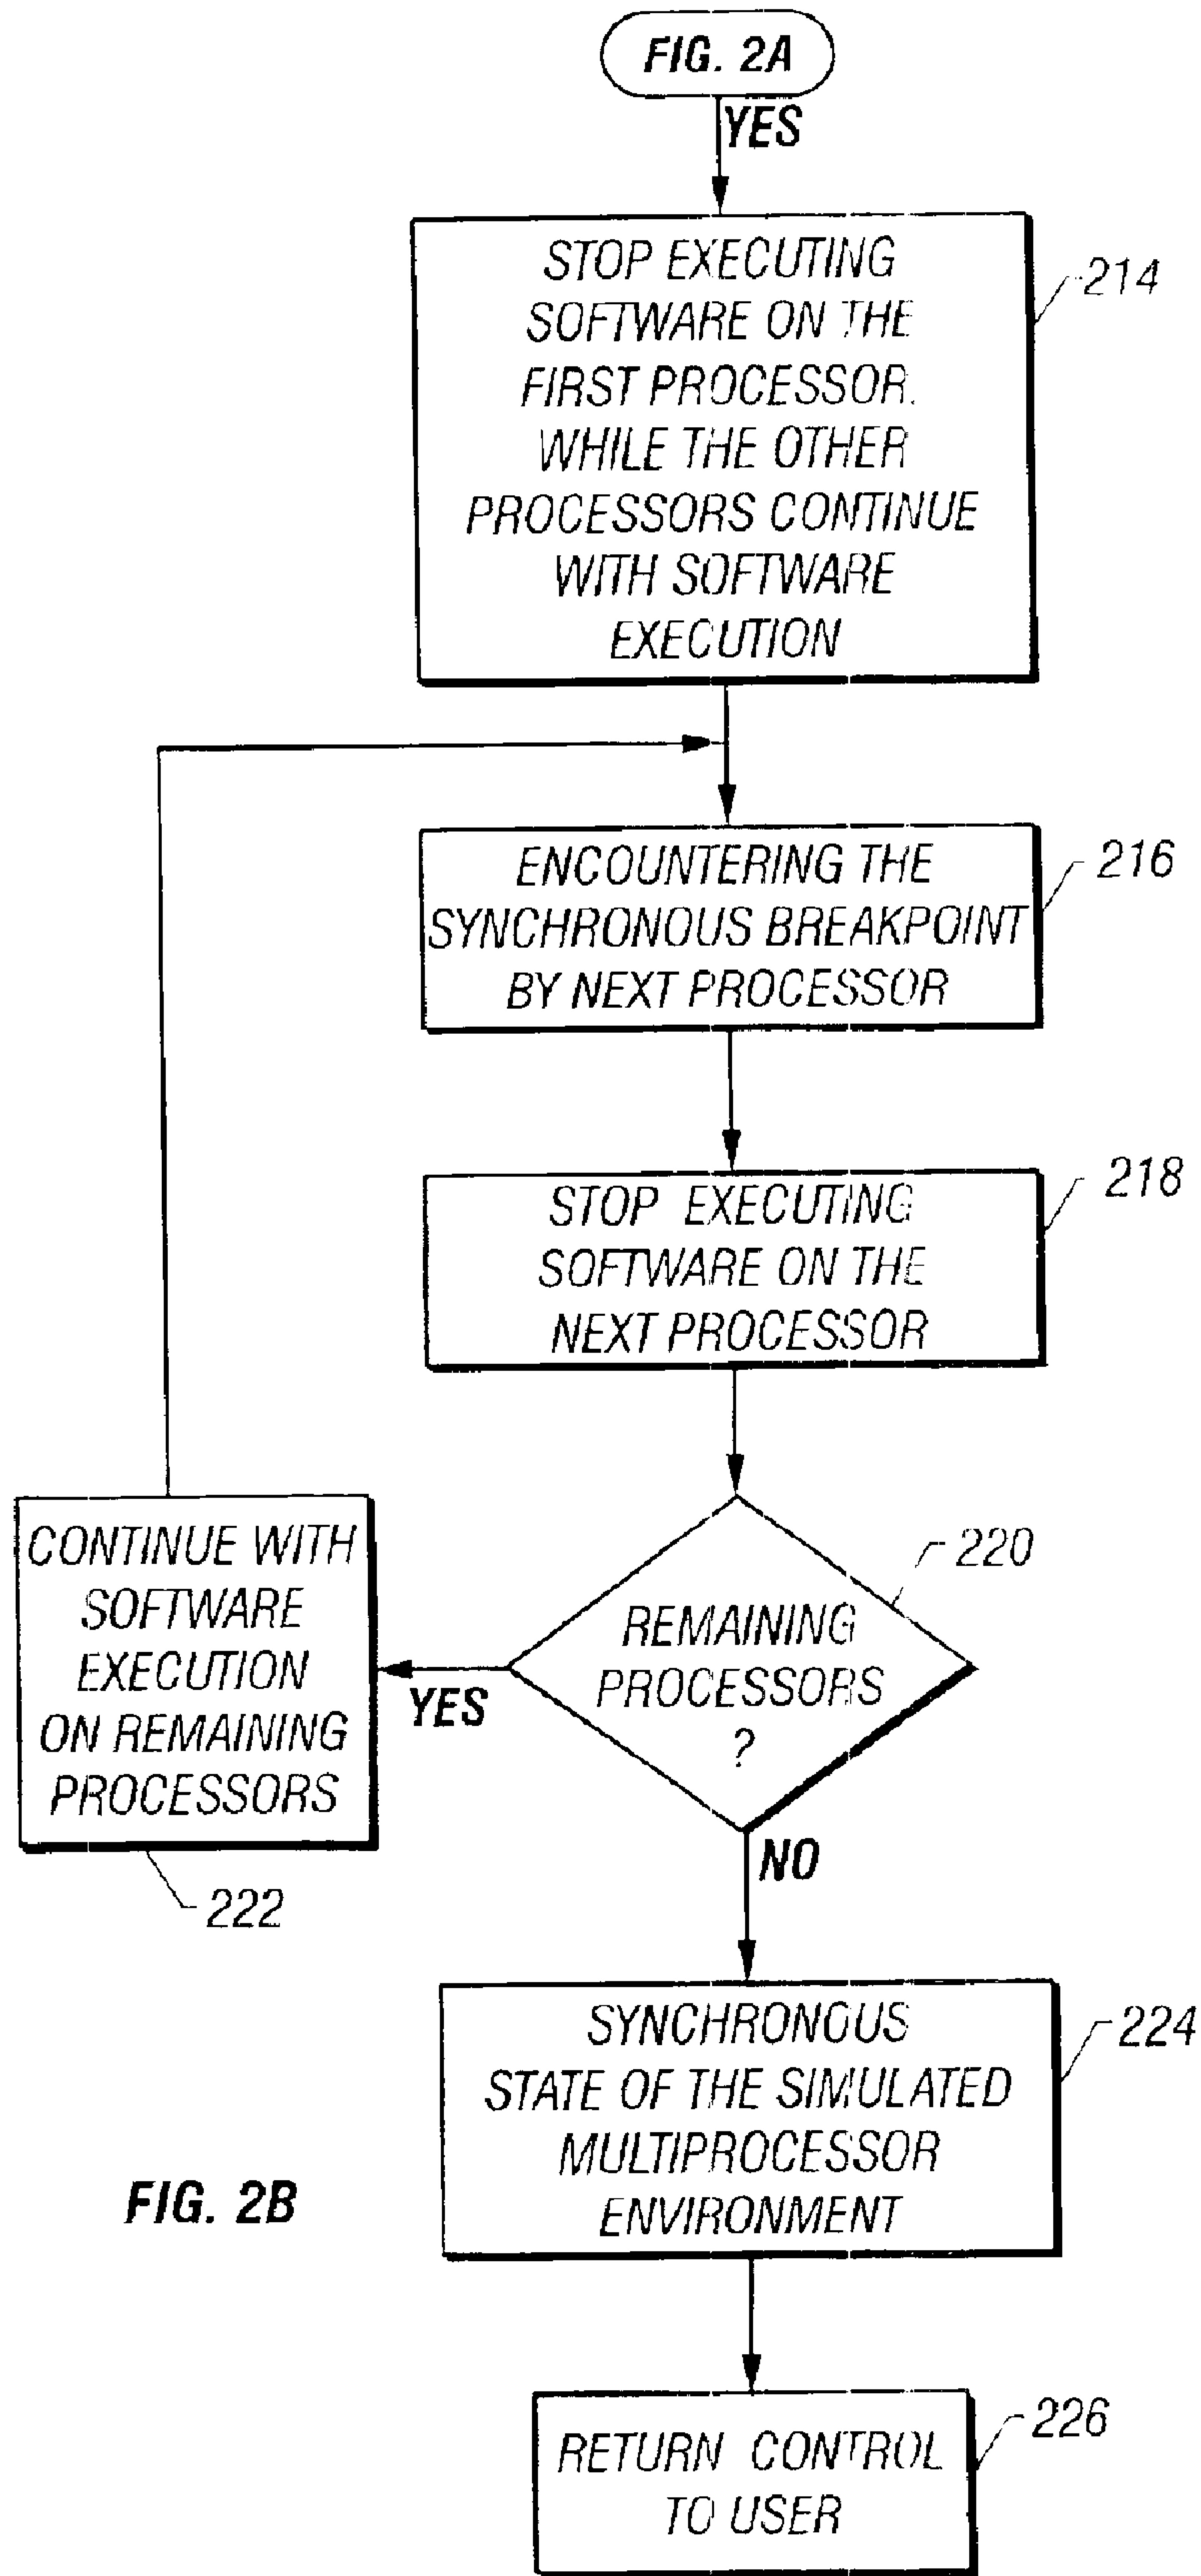 FIG. 2A
YES
STOP EXECUTING
SOFTWARE ON THE
FIRST PROCESSOR.
WHILE THE OTHER
PROCESSORS CONTINUE
WITH SOFTWARE
EXECUTION
214
ENCOUNTERING THE
SYNCHRONOUS BREAKPOINT
BY NEXT PROCESSOR
216
STOP EXECUTING
SOFTWARE ON THE
NEXT PROCESSOR
218
REMAINING
PROCESSORS
?
220
YES
CONTINUE WITH
SOFTWARE
EXECUTION
ON REMAINING
PROCESSORS
222
NO
SYNCHRONOUS
STATE OF THE SIMULATED
MULTIPROCESSOR
ENVIRONMENT
224
FIG. 2B
RETURN CONTROL
TO USER
226